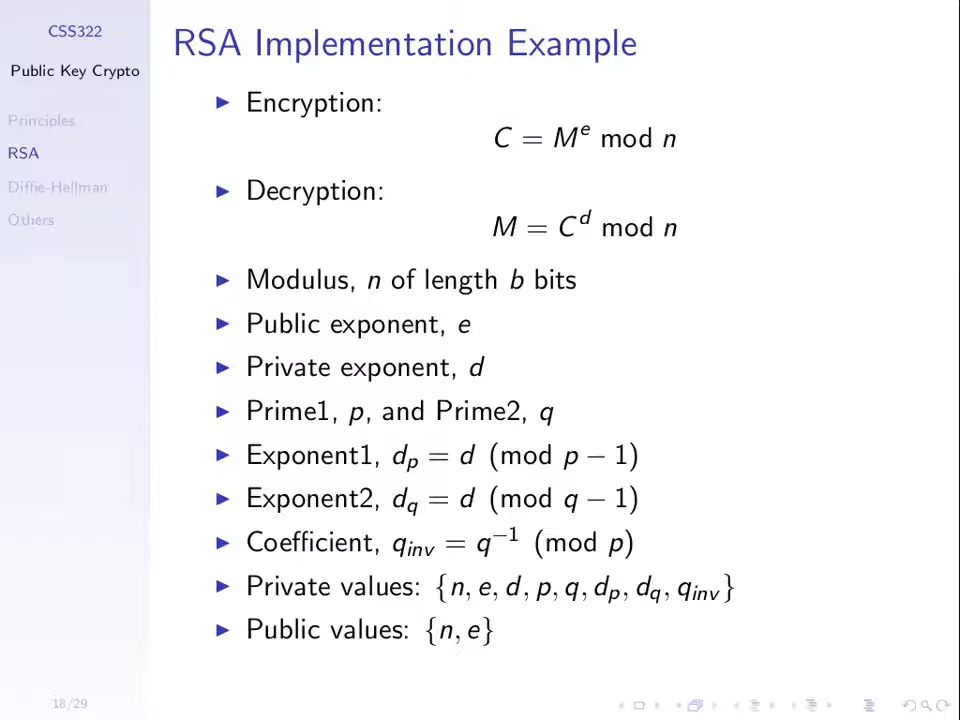 CSS322
Public Key Crypto
Principles
RSA
Diffie-Hellman
Others
RSA Implementation Example
▶ Encryption:
C = M^e mod n
▶ Decryption:
M = C^d mod n
▶ Modulus, n of length b bits
▶ Public exponent, e
▶ Private exponent, d
▶ Prime1, p, and Prime2, q
▶ Exponent1, d_p = d (mod p − 1)
▶ Exponent2, d_q = d (mod q − 1)
▶ Coefficient, q_inv = q^−1 (mod p)
▶ Private values: {n, e, d, p, q, d_p, d_q, q_inv}
▶ Public values: {n, e}
18/29